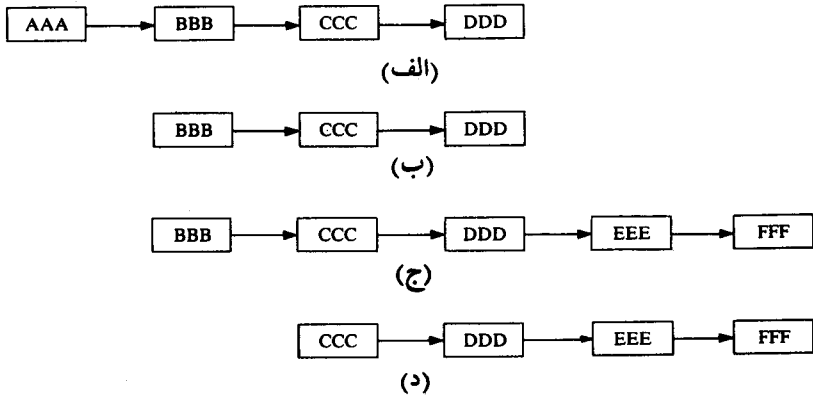 AAA BBB CCC DDD
(الف)
BBB CCC DDD
(ب)
BBB CCC DDD EEE FFF
(ج)
CCC DDD EEE FFF
(د)